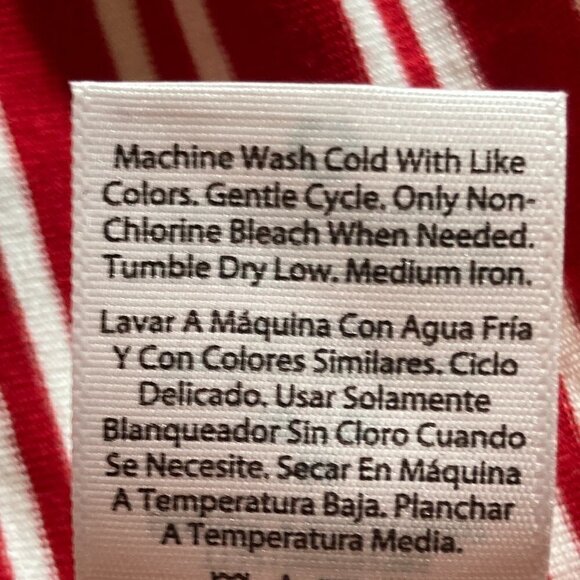 Machine Wash Cold With Like
Colors. Gentle Cycle. Only Non-
Chlorine Bleach When Needed.
Tumble Dry Low. Medium Iron.
Lavar A Máquina Con Agua Fría
Y Con Colores Similares. Ciclo
Delicado. Usar Solamente
Blanqueador Sin Cloro Cuando
Se Necesite. Secar En Máquina
A Temperatura Baja. Planchar
A Temperatura Media.